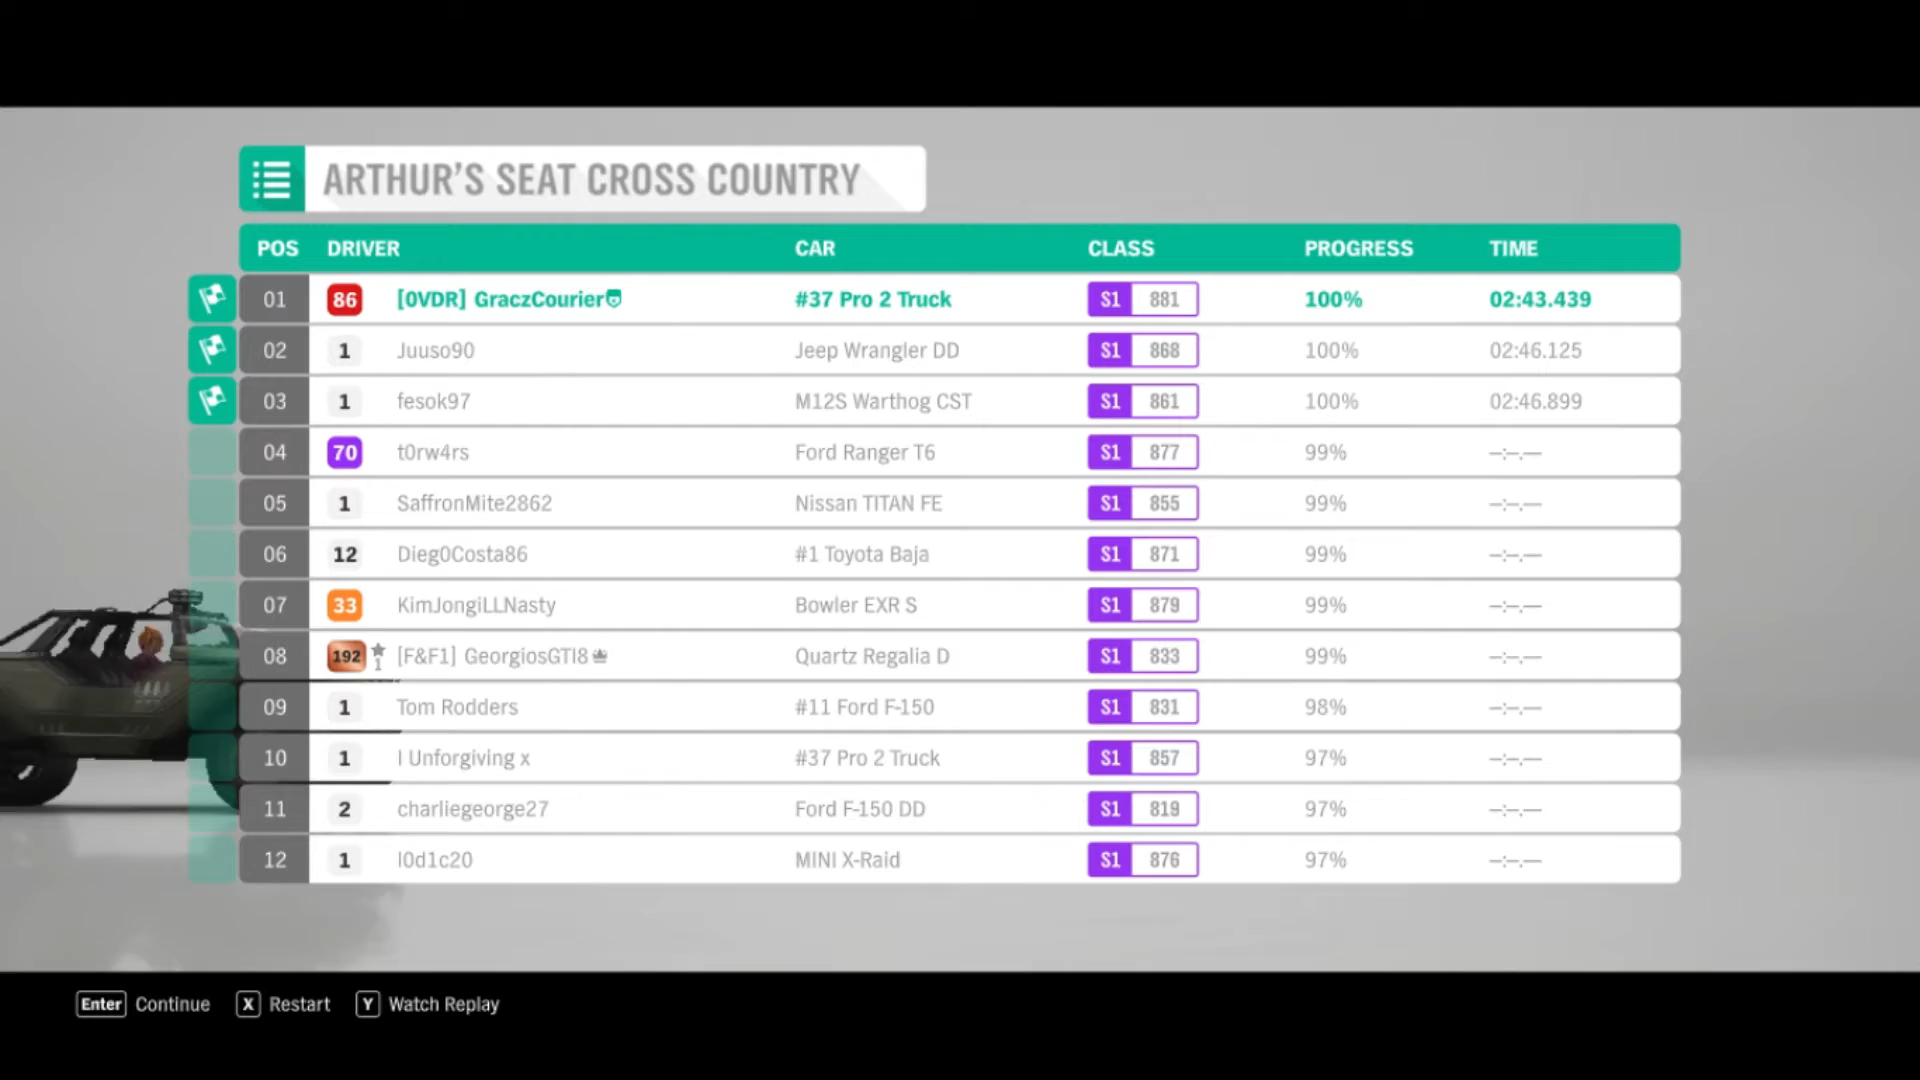 ARTHUR'S SEAT CROSS COUNTRY
POS DRIVER CAR CLASS PROGRESS TIME
01 86 [0VDR] GraczCourier #37 Pro 2 Truck S1 881 100% 02:43.439
02 1 Juuso90 Jeep Wrangler DD S1 868 100% 02:46.125
03 1 fesok97 M12S Warthog CST S1 861 100% 02:46.899
04 70 t0rw4rs Ford Ranger T6 S1 877 99% --:--.---
05 1 SaffronMite2862 Nissan TITAN FE S1 855 99% --:--.---
06 12 Dieg0Costa86 #1 Toyota Baja S1 871 99% --:--.---
07 33 KimJongiLLNasty Bowler EXR S S1 879 99% --:--.---
08 192 1 [F&F1] GeorgiosGTI8 Quartz Regalia D S1 833 99% --:--.---
09 1 Tom Rodders #11 Ford F-150 S1 831 98% --:--.---
10 1 I Unforgiving x #37 Pro 2 Truck S1 857 97% --:--.---
11 2 charliegeorge27 Ford F-150 DD S1 819 97% --:--.---
12 1 l0d1c20 MINI X-Raid S1 876 97% --:--.---
Enter Continue X Restart Y Watch Replay